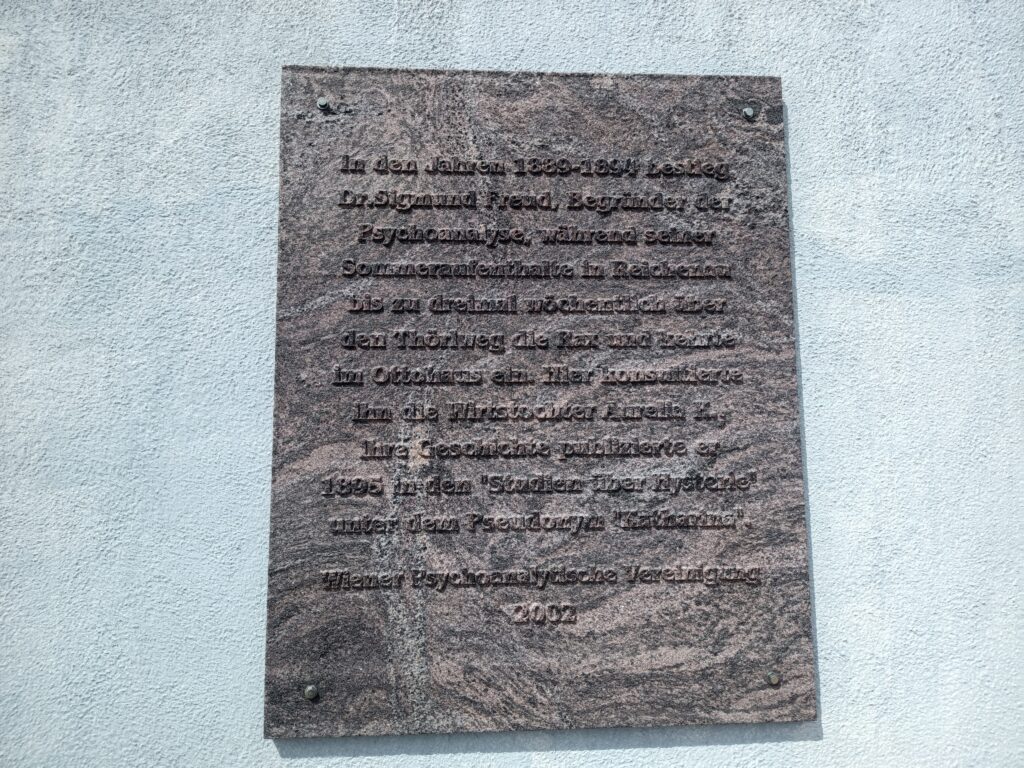 In den Jahren 1889-1894 bestieg
Dr.Sigmund Freud, Begründer der
Psychoanalyse, während seiner
Sommeraufenthalte in Reichenau
bis zu dreimal wöchentlich über
den Thörlweg die Rax und kehrte
im Ottohaus ein. Hier konsultierte
ihn die Wirtstochter Aurelia K.,
ihre Geschichte publizierte er
1895 in den "Studien über Hysterie"
unter dem Pseudonym "Katharina".
Wiener Psychoanalytische Vereinigung
2002